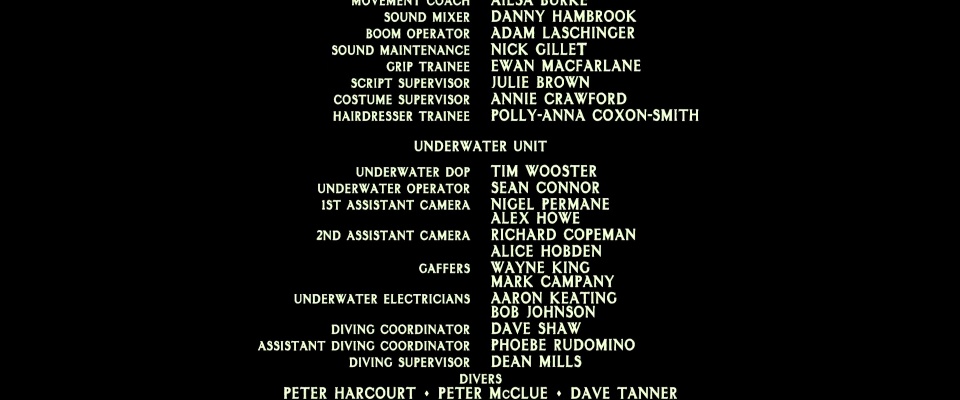 MOVEMENT COACH AILSA BURKE
SOUND MIXER DANNY HAMBROOK
BOOM OPERATOR ADAM LASCHINGER
SOUND MAINTENANCE NICK GILLET
GRIP TRAINEE EWAN MACFARLANE
SCRIPT SUPERVISOR JULIE BROWN
COSTUME SUPERVISOR ANNIE CRAWFORD
HAIRDRESSER TRAINEE POLLY-ANNA COXON-SMITH
UNDERWATER UNIT
UNDERWATER DOP TIM WOOSTER
UNDERWATER OPERATOR SEAN CONNOR
1ST ASSISTANT CAMERA NIGEL PERMANE
ALEX HOWE
2ND ASSISTANT CAMERA RICHARD COPEMAN
ALICE HOBDEN
GAFFERS WAYNE KING
MARK CAMPANY
UNDERWATER ELECTRICIANS AARON KEATING
BOB JOHNSON
DIVING COORDINATOR DAVE SHAW
ASSISTANT DIVING COORDINATOR PHOEBE RUDOMINO
DIVING SUPERVISOR DEAN MILLS
DIVERS
PETER HARCOURT ♦ PETER McCLUE ♦ DAVE TANNER